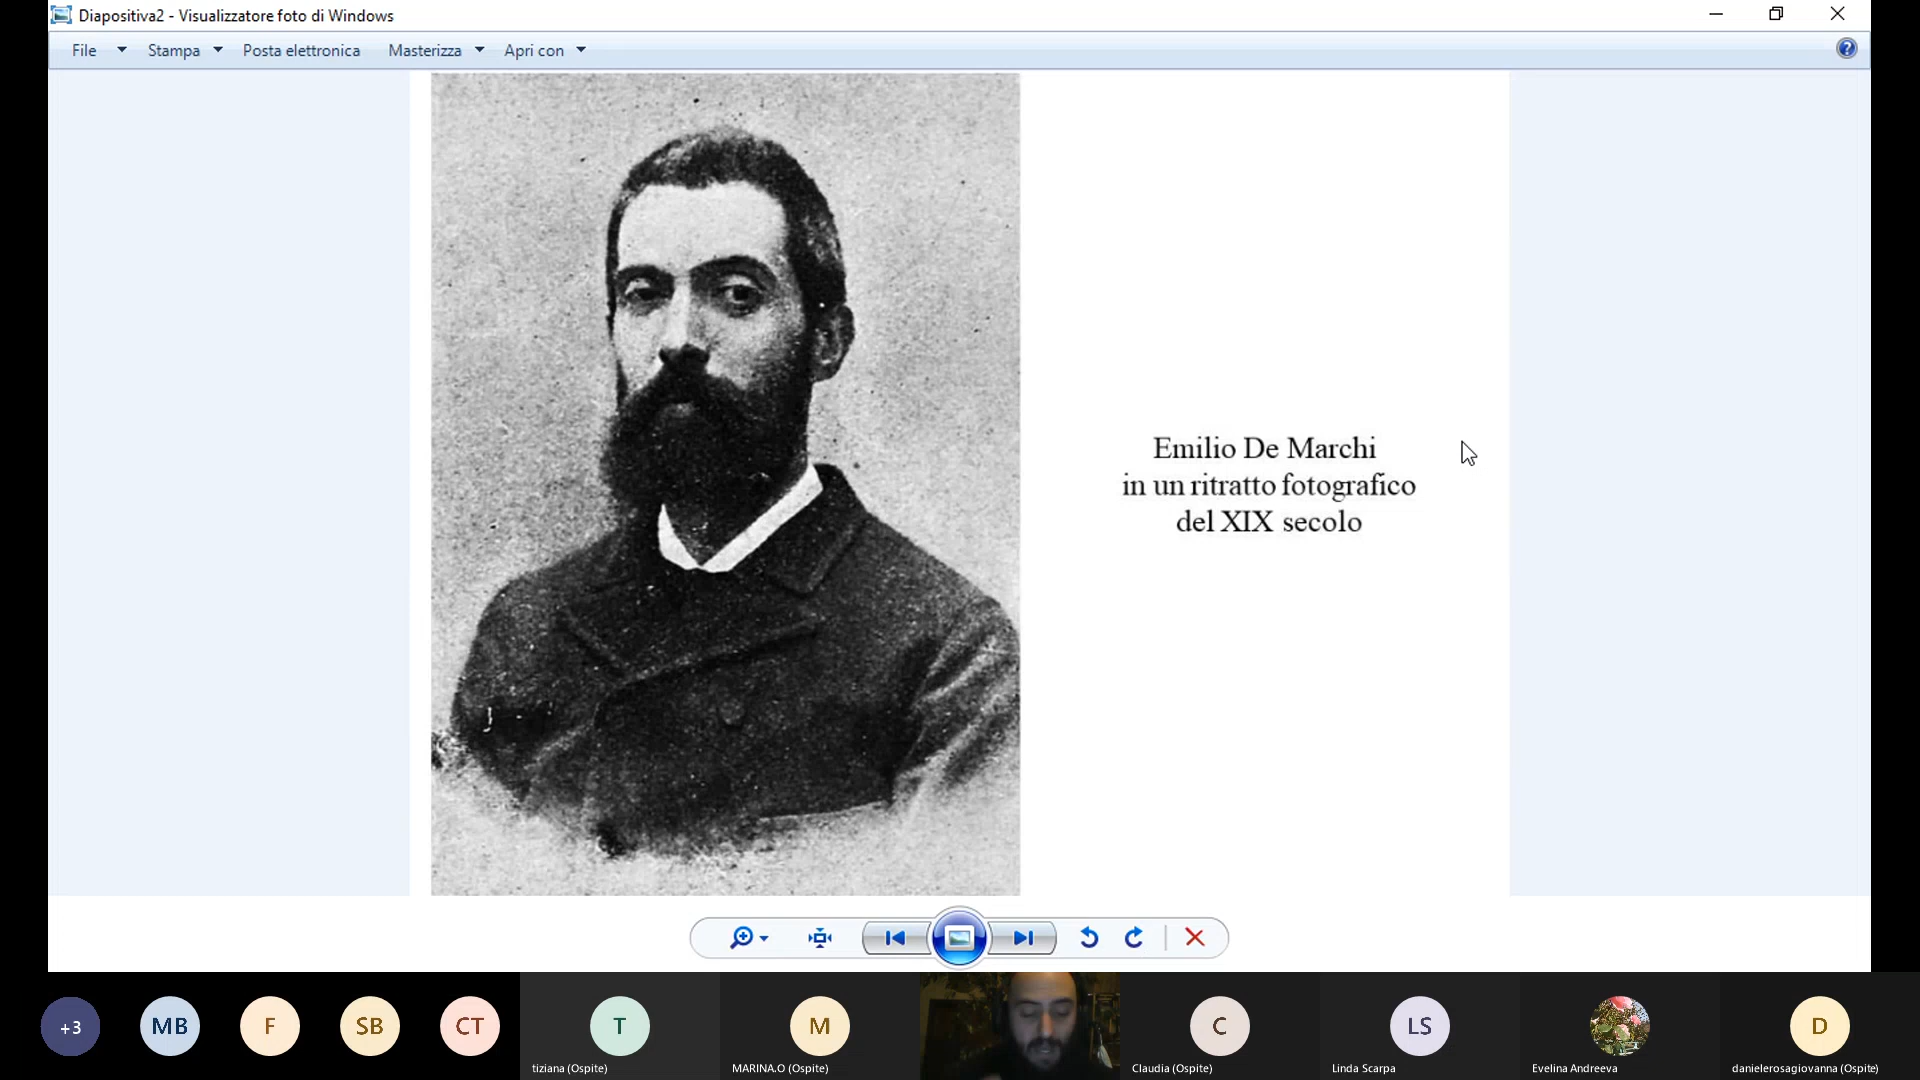 Diapositiva2 - Visualizzatore foto di Windows
File Stampa Posta elettronica Masterizza Apri con
Emilio De Marchi
in un ritratto fotografico
del XIX secolo
+3 MB F SB CT T M C LS D
tiziana (Ospite) MARINA.O (Ospite) Claudia (Ospite) Linda Scarpa Evelina Andreeva danielerosagiovanna (Ospite)